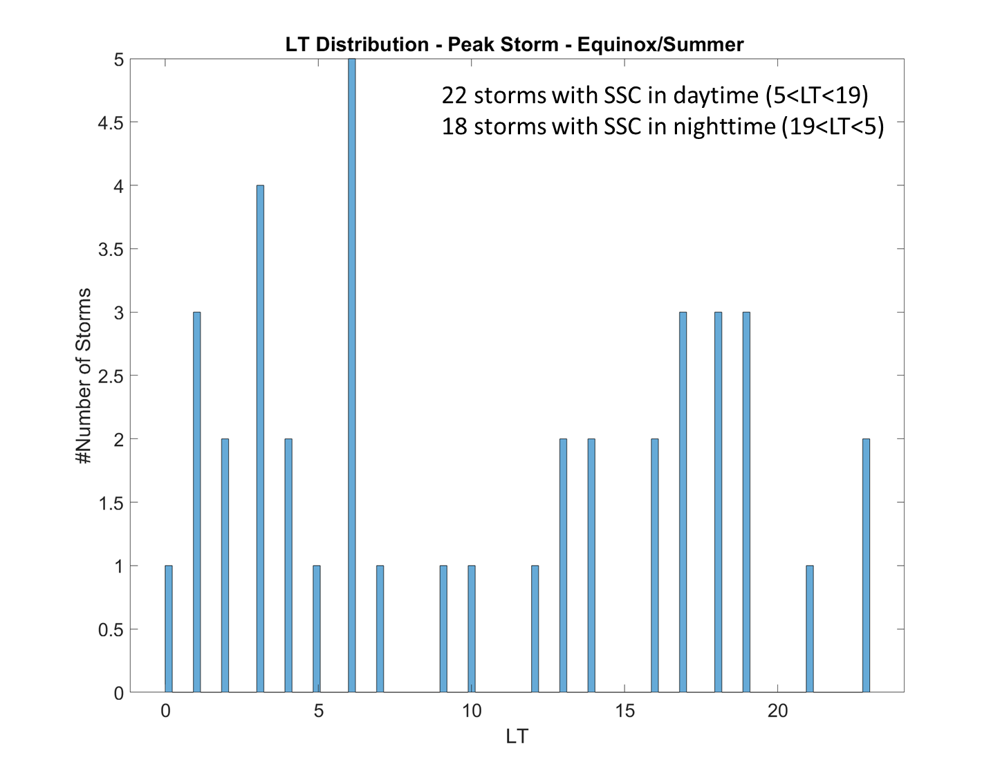 LT Distribution - Peak Storm - Equinox/Summer
22 storms with SSC in daytime (5<LT<19)
18 storms with SSC in nighttime (19<LT<5)
#Number of Storms
5
4.5
4
3.5
3
2.5
2
1.5
1
0.5
0
0 5 10 15 20
LT